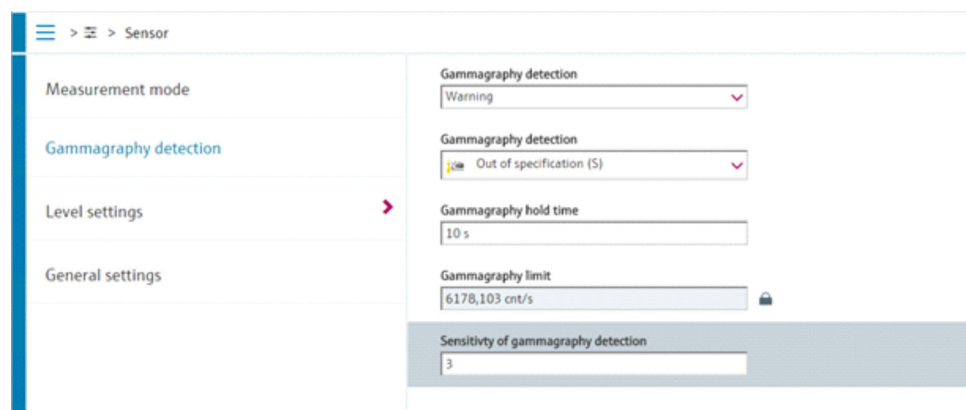 > > Sensor
Measurement mode
Gammagraphy detection
Level settings
General settings
Gammagraphy detection
Warning
Gammagraphy detection
Out of specification (S)
Gammagraphy hold time
10 s
Gammagraphy limit
6178,103 cnt/s
Sensitivty of gammagraphy detection
3